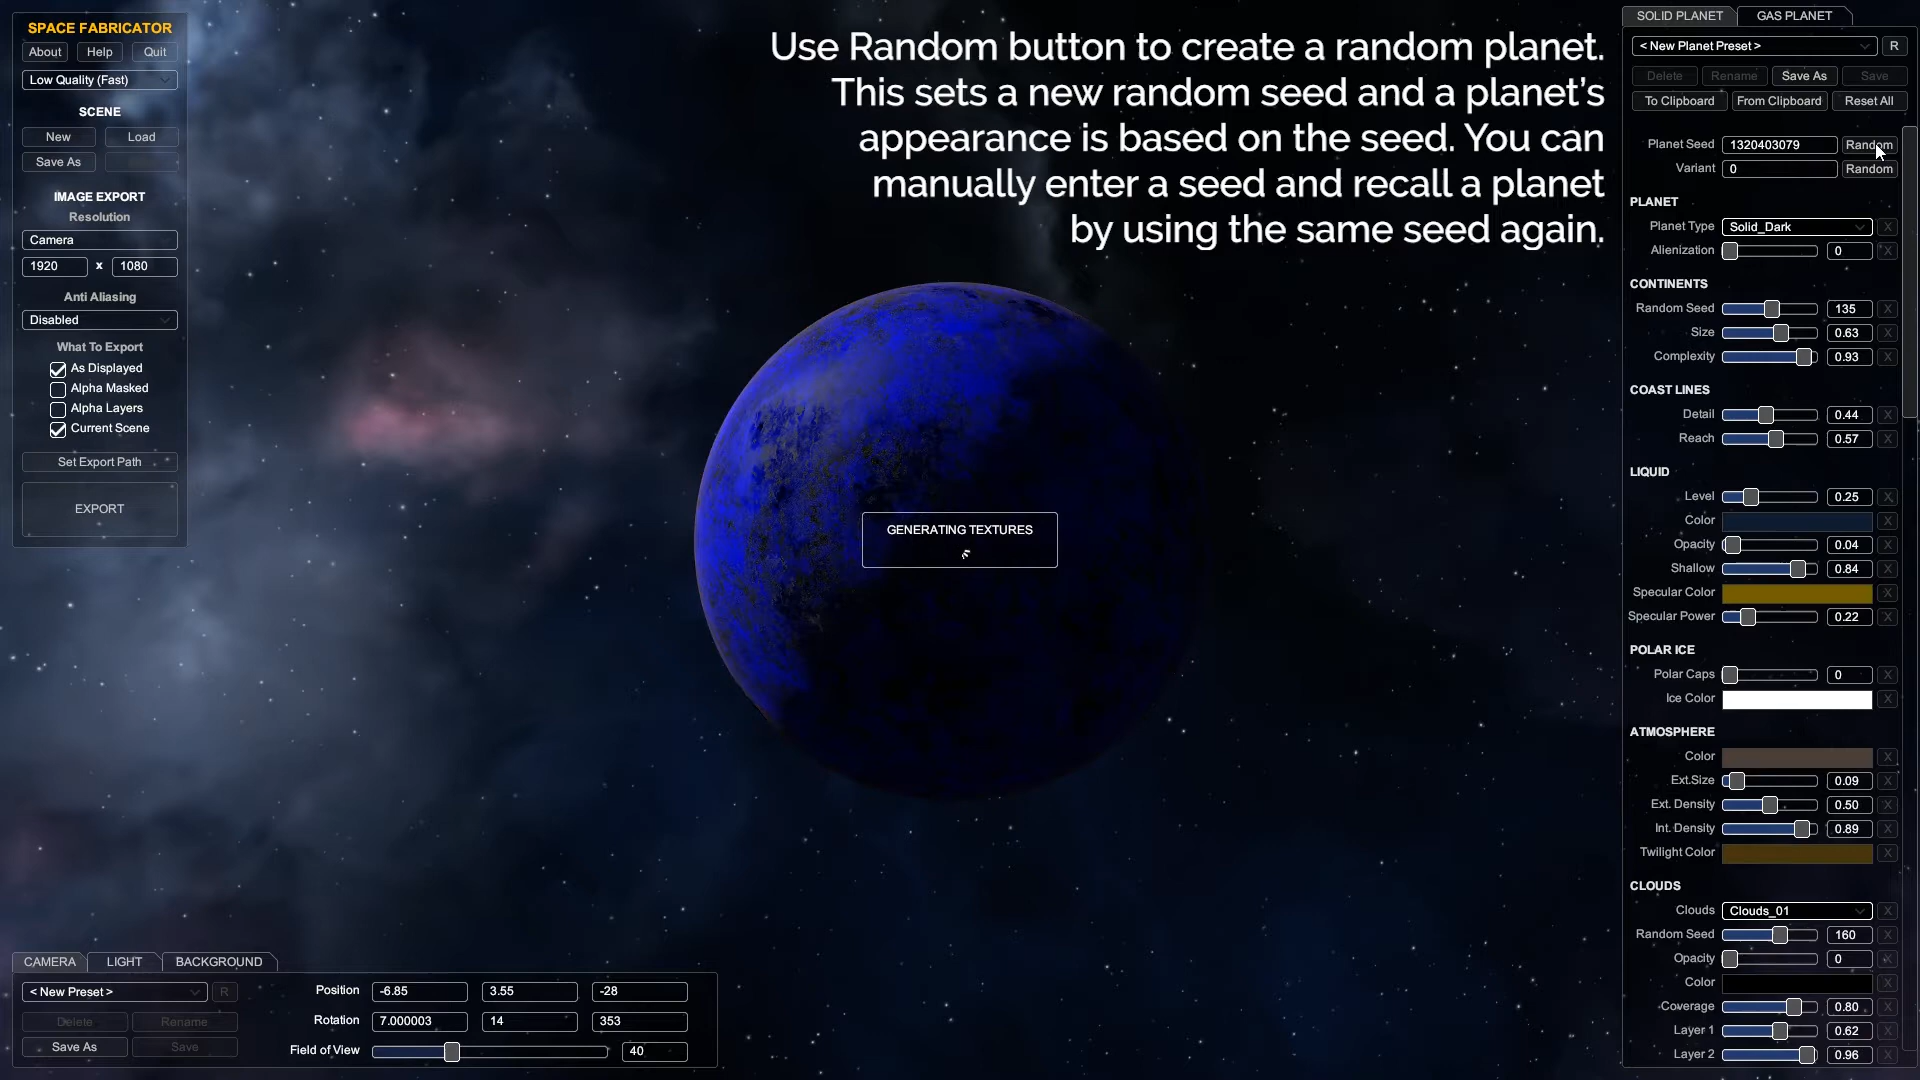 SPACE FABRICATOR
About Help Quit
Low Quality (Fast)
SCENE
New Load
Save As
IMAGE EXPORT
Resolution
Camera
1920 x 1080
Anti Aliasing
Disabled
What To Export
As Displayed
Alpha Masked
Alpha Layers
Current Scene
Set Export Path
EXPORT
Use Random button to create a random planet.
This sets a new random seed and a planet's
appearance is based on the seed. You can
manually enter a seed and recall a planet
by using the same seed again.
GENERATING TEXTURES
CAMERA LIGHT BACKGROUND
< New Preset > R
Delete Rename
Save As Save
Position -6.85 3.55 -28
Rotation 7.000003 14 353
Field of View 40
SOLID PLANET GAS PLANET
< New Planet Preset > R
Delete Rename Save As Save
To Clipboard From Clipboard Reset All
Planet Seed 1320403079 Random
Variant 0 Random
PLANET
Planet Type Solid_Dark X
Alienization 0 X
CONTINENTS
Random Seed 135 X
Size 0.63 X
Complexity 0.93 X
COAST LINES
Detail 0.44 X
Reach 0.57 X
LIQUID
Level 0.25 X
Color X
Opacity 0.04 X
Shallow 0.84 X
Specular Color X
Specular Power 0.22 X
POLAR ICE
Polar Caps 0 X
Ice Color X
ATMOSPHERE
Color X
Ext.Size 0.09 X
Ext. Density 0.50 X
Int. Density 0.89 X
Twilight Color X
CLOUDS
Clouds Clouds_01 X
Random Seed 160 X
Opacity 0 X
Color X
Coverage 0.80 X
Layer 1 0.62 X
Layer 2 0.96 X